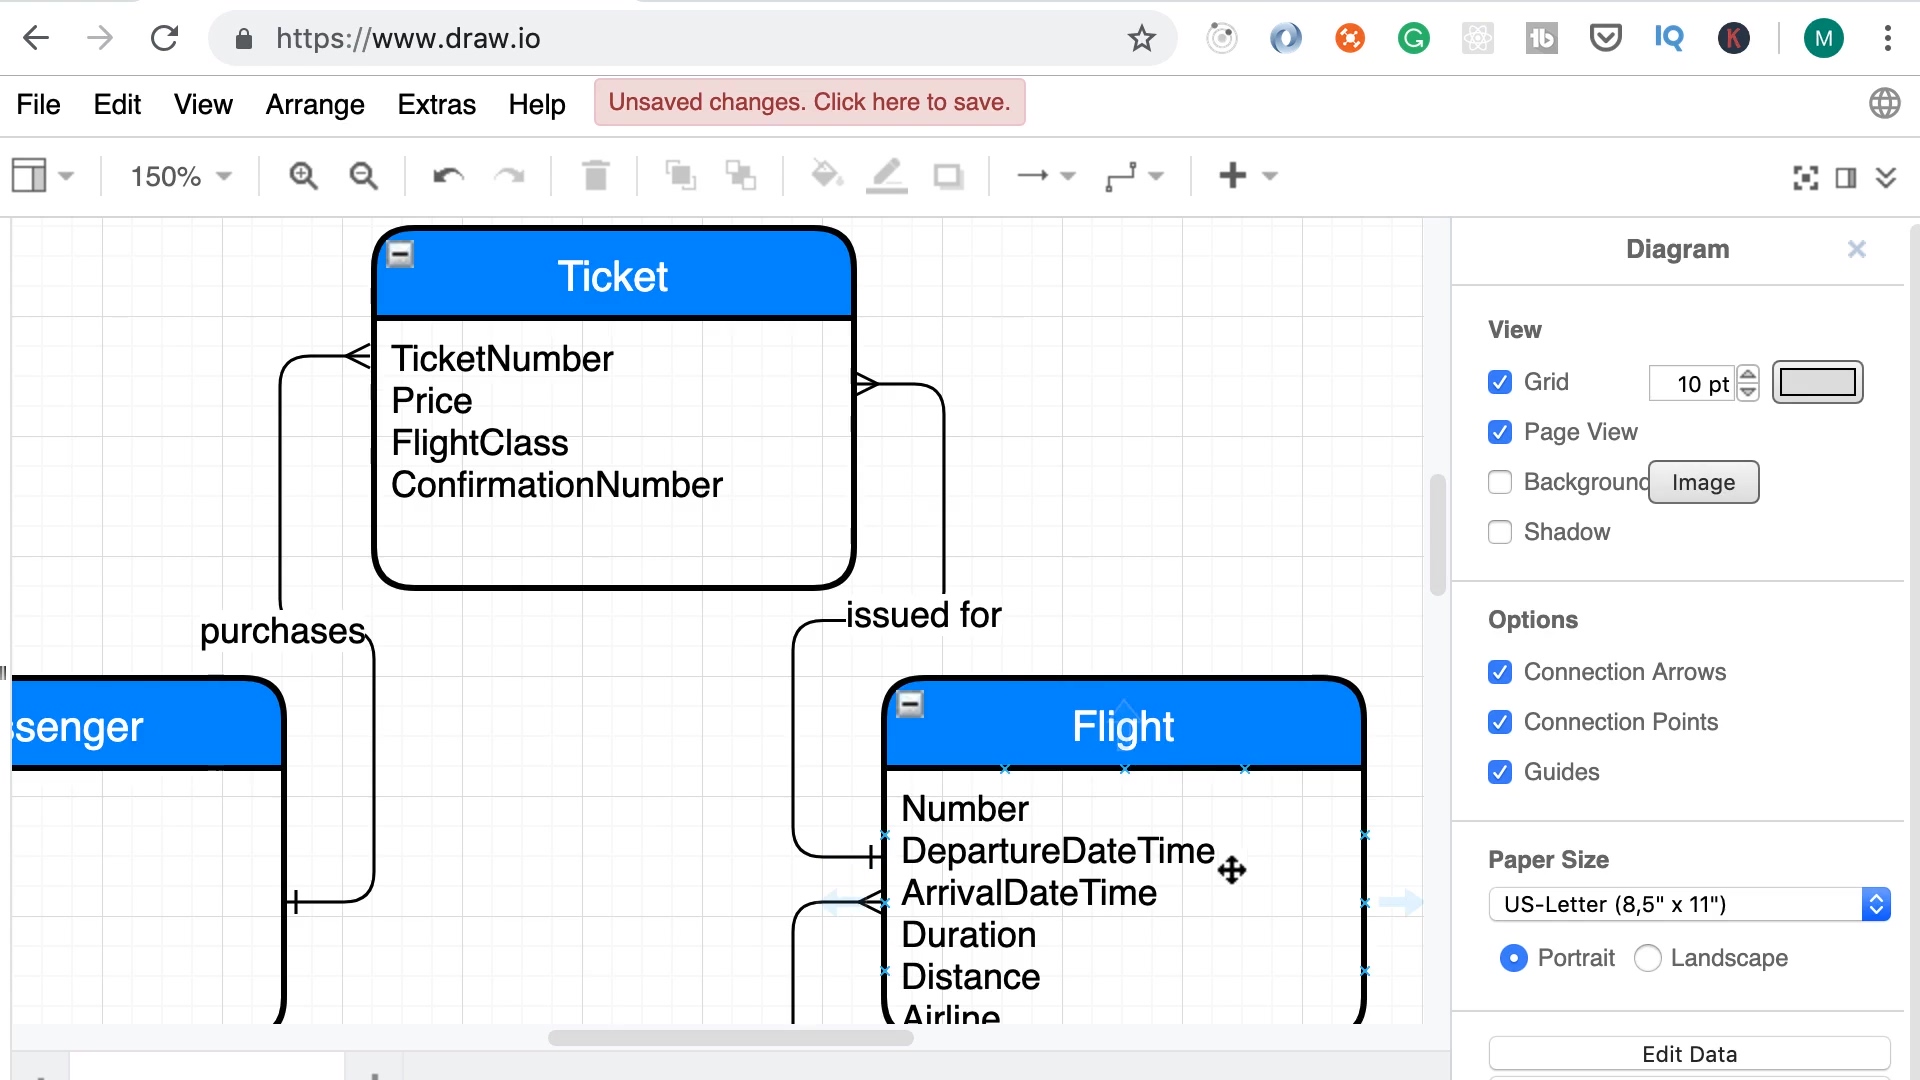 https://www.draw.io
M
File Edit View Arrange Extras Help Unsaved changes. Click here to save.
150%
Ticket
TicketNumber
Price
FlightClass
ConfirmationNumber
purchases
issued for
ssenger
Flight
Number
DepartureDateTime
ArrivalDateTime
Duration
Distance
Airline
Diagram
View
Grid 10 pt
Page View
Background Image
Shadow
Options
Connection Arrows
Connection Points
Guides
Paper Size
US-Letter (8,5" x 11")
Portrait Landscape
Edit Data